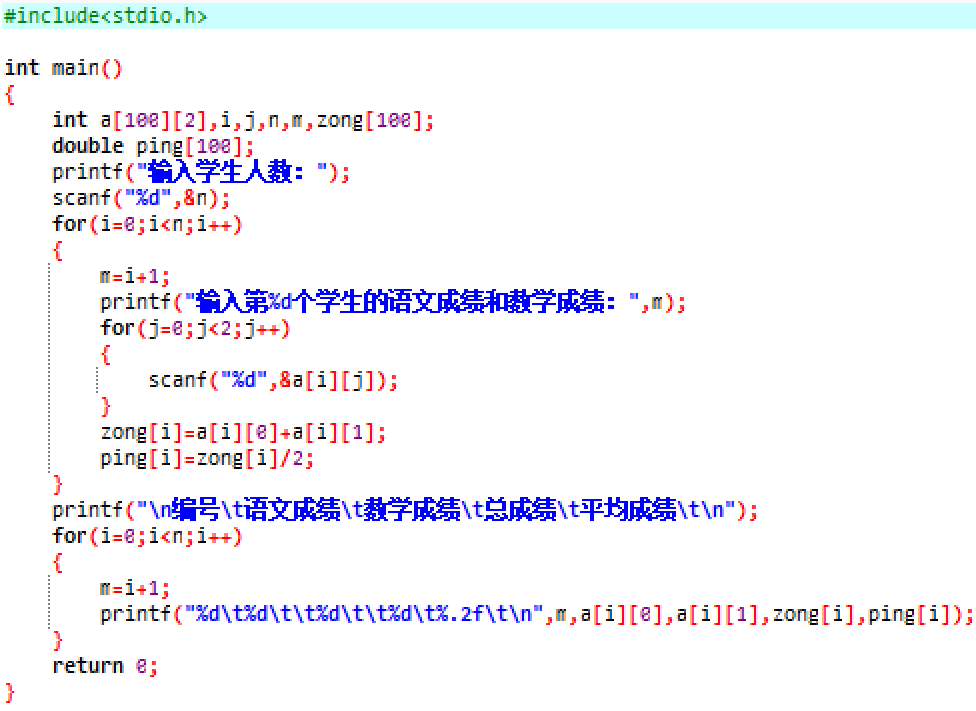 #include<stdio.h>
int main()
{
    int a[100][2],i,j,n,m,zong[100];
    double ping[100];
    printf("输入学生人数：");
    scanf("%d",&n);
    for(i=0;i<n;i++)
    {
        m=i+1;
        printf("输入第%d个学生的语文成绩和数学成绩：",m);
        for(j=0;j<2;j++)
        {
            scanf("%d",&a[i][j]);
        }
        zong[i]=a[i][0]+a[i][1];
        ping[i]=zong[i]/2;
    }
    printf("\n编号\t语文成绩\t数学成绩\t总成绩\t平均成绩\t\n");
    for(i=0;i<n;i++)
    {
        m=i+1;
        printf("%d\t%d\t\t%d\t\t%d\t%.2f\t\n",m,a[i][0],a[i][1],zong[i],ping[i]);
    }
    return 0;
}